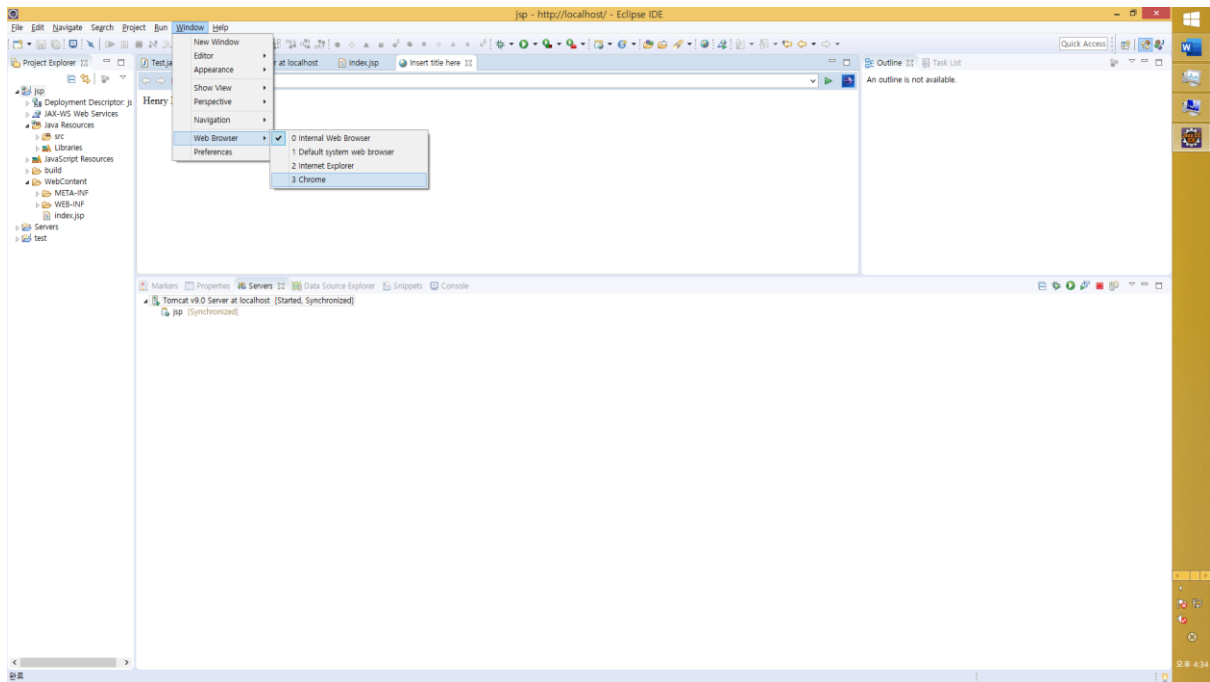 jsp - http://localhost/ - Eclipse IDE
File Edit Navigate Search Project Run Window Help
Quick Access
New Window
Editor
Appearance
Show View
Perspective
Navigation
Web Browser
Preferences
0 Internal Web Browser
1 Default system web browser
2 Internet Explorer
3 Chrome
Project Explorer
jsp
Deployment Descriptor: js
JAX-WS Web Services
Java Resources
src
Libraries
JavaScript Resources
build
WebContent
META-INF
WEB-INF
index.jsp
Servers
test
Test.ja
r at localhost
index.jsp
Insert title here
Henry
Outline
Task List
An outline is not available.
Markers Properties Servers Data Source Explorer Snippets Console
Tomcat v9.0 Server at localhost [Started, Synchronized]
jsp [Synchronized]
완료
오후 4:34